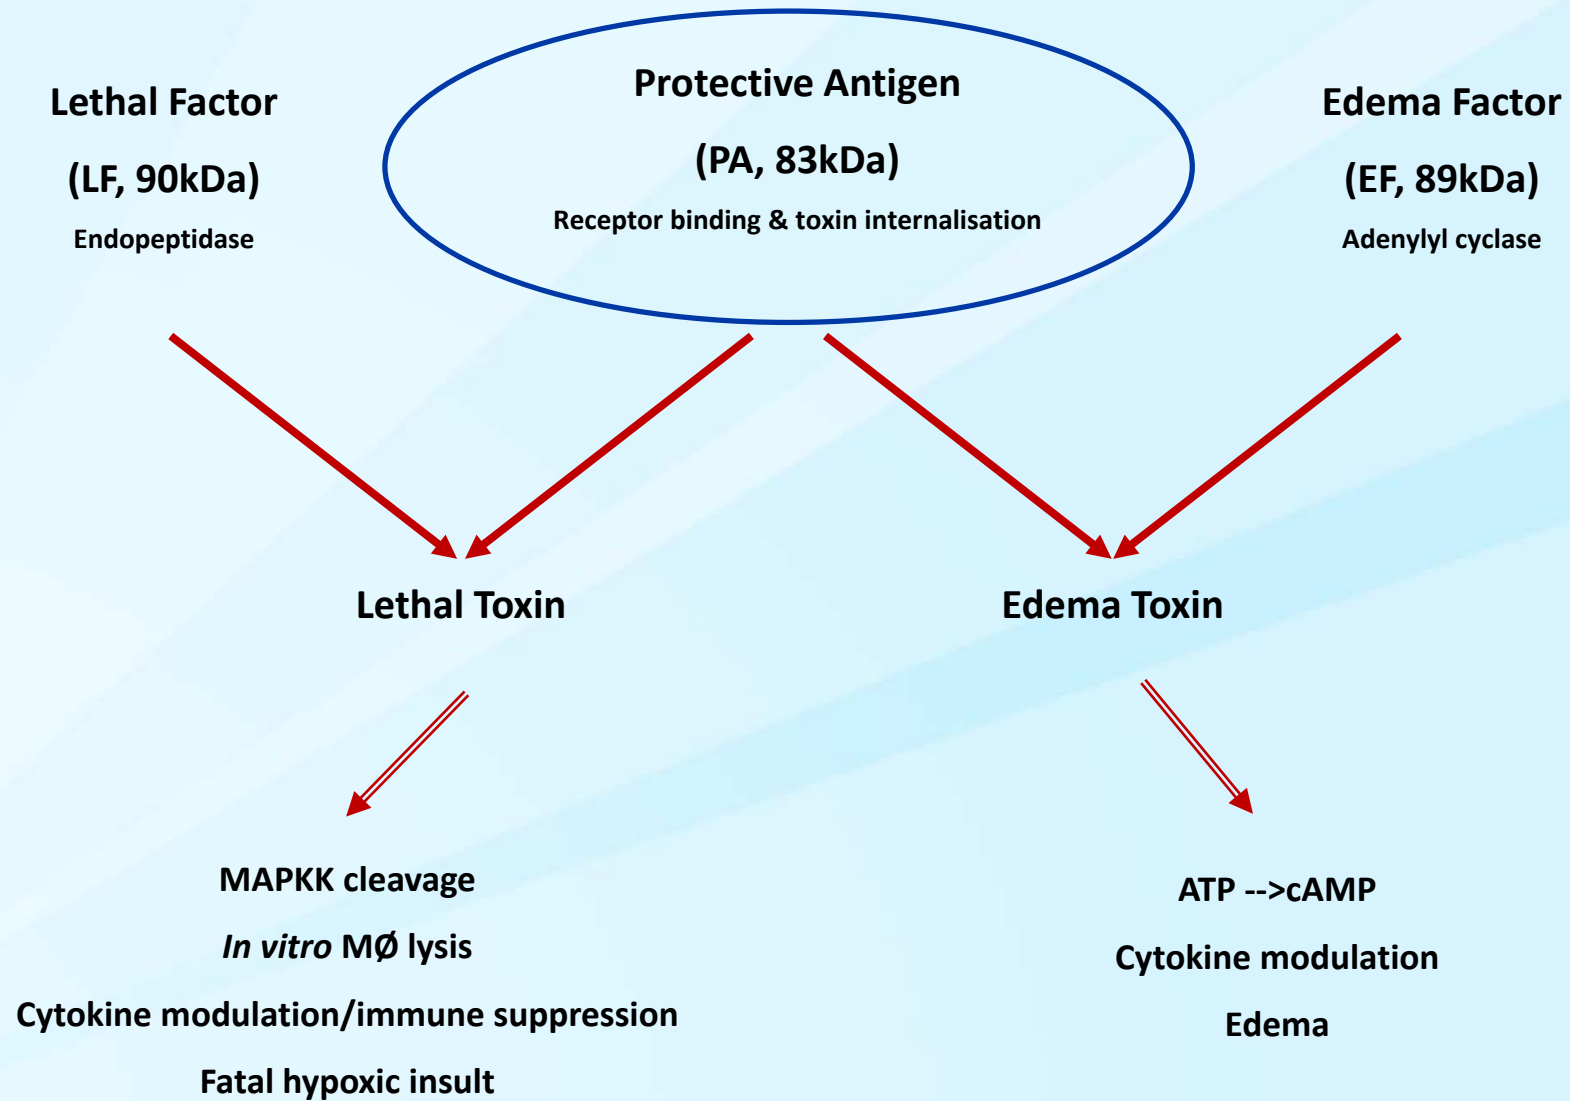 Lethal Factor
(LF, 90kDa)
Endopeptidase
Protective Antigen
(PA, 83kDa)
Receptor binding & toxin internalisation
Edema Factor
(EF, 89kDa)
Adenylyl cyclase
Lethal Toxin
Edema Toxin
MAPKK cleavage
In vitro MØ lysis
Cytokine modulation/immune suppression
Fatal hypoxic insult
ATP -->cAMP
Cytokine modulation
Edema